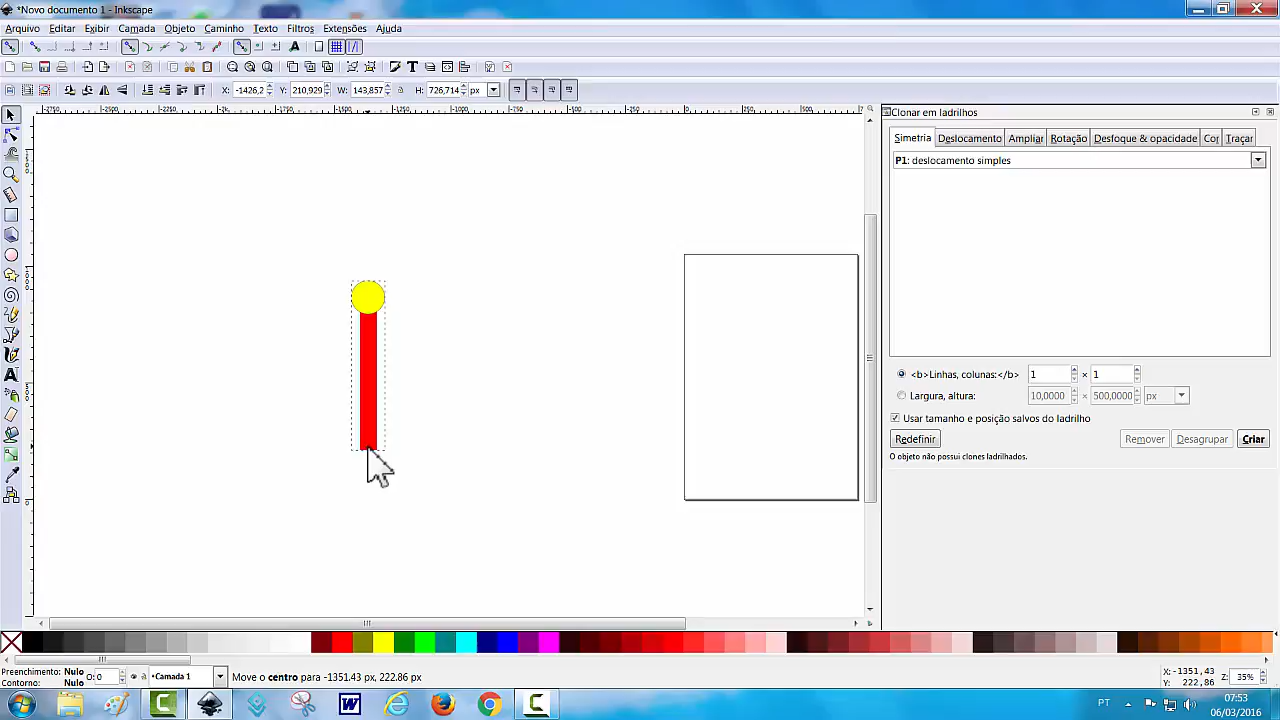 *Novo documento 1 - Inkscape
Arquivo Editar Exibir Camada Objeto Caminho Texto Filtros Extensões Ajuda
X: -1426,2 Y: 210,929 W: 143,857 H: 726,714 px
Clonar em ladrilhos
Simetria Deslocamento Ampliar Rotação Desfoque & opacidade Cor Traçar
P1: deslocamento simples
<b>Linhas, colunas:</b> 1 × 1
Largura, altura: 10,0000 × 500,0000 px
Usar tamanho e posição salvos do ladrilho
Redefinir Remover Desagrupar Criar
O objeto não possui clones ladrilhados.
Preenchimento: Nulo
Contorno: Nulo
O: 0
•Camada 1
Move o centro para -1351.43 px, 222.86 px
X: -1351,43
Y: 222,86
Z: 35%
PT
07:53
06/03/2016